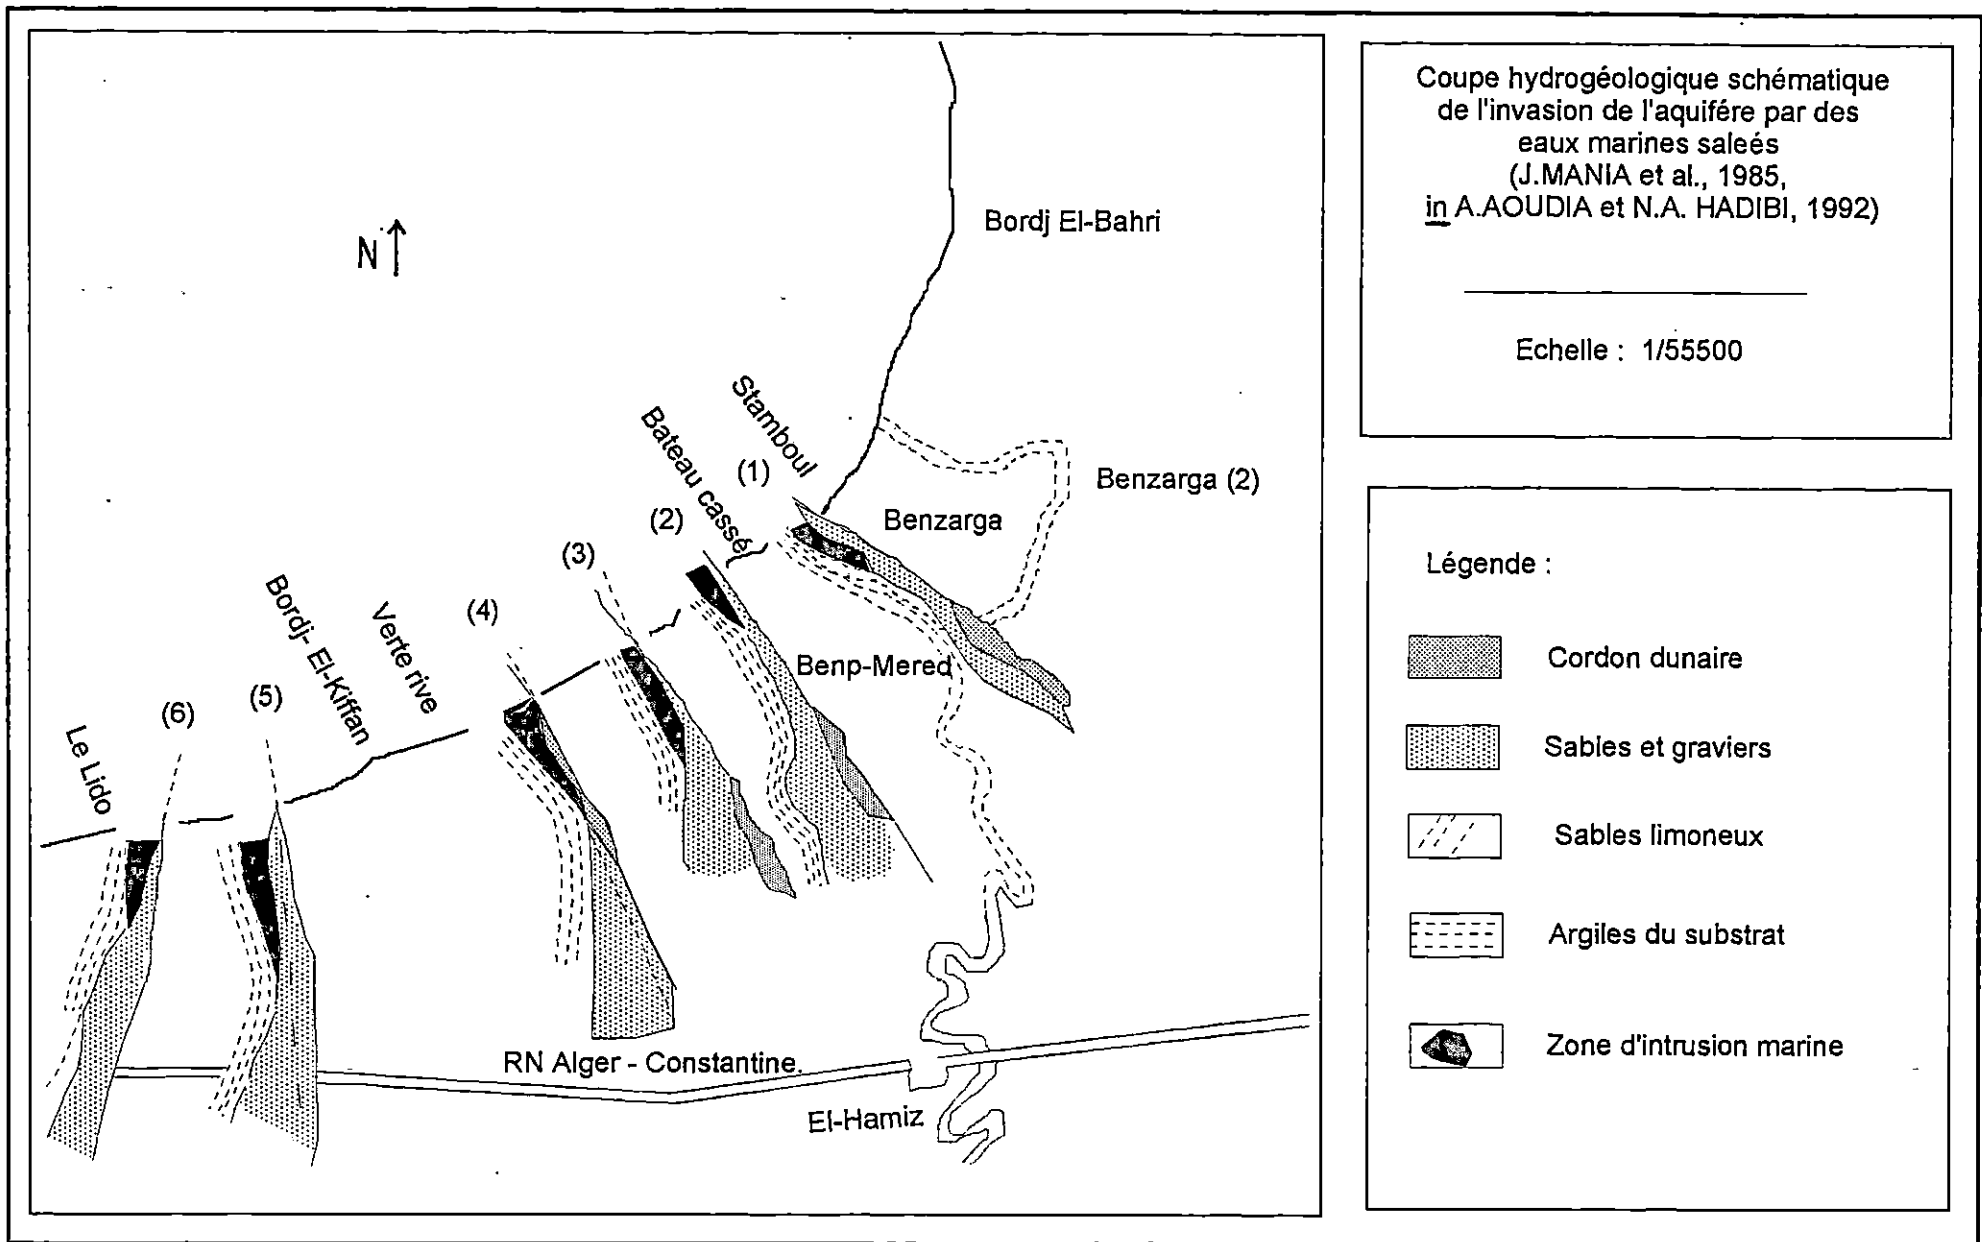 Coupe hydrogéologique schématique
de l'invasion de l'aquifére par des
eaux marines saleés
(J.MANIA et al., 1985,
in A.AOUDIA et N.A. HADIBI, 1992)
Echelle : 1/55500
N
Bordj El-Bahri
Stamboul
(1)
Bateau cassé
(2)
Benzarga (2)
Benzarga
(3)
Bordj- El-Kiffan
Verte rive
(4)
Benp-Mered
Le Lido
(6)
(5)
RN Alger - Constantine.
El-Hamiz
Légende :
Cordon dunaire
Sables et graviers
Sables limoneux
Argiles du substrat
Zone d'intrusion marine